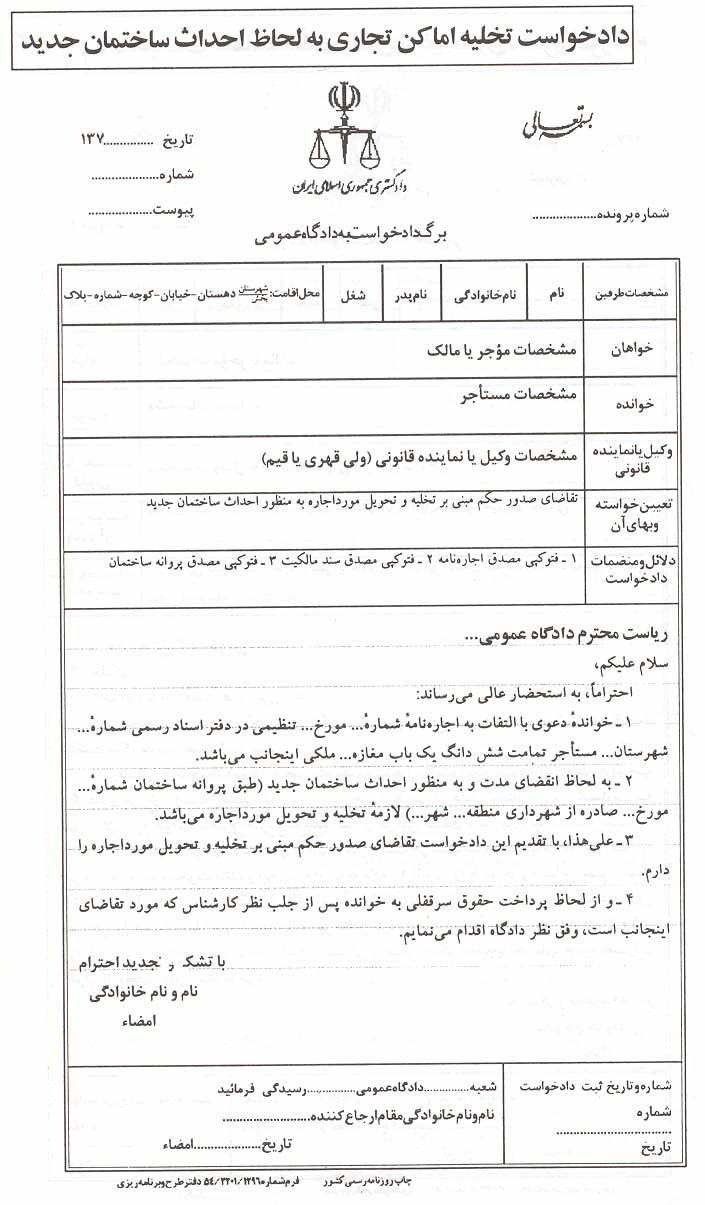 دادخواست تخلیه اماکن تجاری به لحاظ احداث ساختمان جدید
بسمه تعالی
تاریخ ...............۱۳۷
شماره.....................
پیوست....................
دادگستری جمهوری اسلامی ایران
شماره پرونده....................
برگ دادخواست به دادگاه عمومی
مشخصات طرفین نام نام خانوادگی نام پدر شغل محل اقامت: شهرستان بخش دهستان-خیابان-کوچه-شماره-پلاک
خواهان مشخصات مؤجر یا مالک
خوانده مشخصات مستأجر
وکیل یا نماینده قانونی مشخصات وکیل یا نماینده قانونی (ولی قهری یا قیم)
تعیین خواسته وبهای آن تقاضای صدور حکم مبنی بر تخلیه و تحویل مورداجاره به منظور احداث ساختمان جدید
دلائل و منضمات دادخواست ۱ ـ فتوکپی مصدق اجاره‌نامه ۲ ـ فتوکپی مصدق سند مالکیت ۳ ـ فتوکپی مصدق پروانه ساختمان
ریاست محترم دادگاه عمومی...
سلام علیکم،
احتراماً، به استحضار عالی می‌رساند:
۱ ـ خواندهٔ دعوی با التفات به اجاره‌نامهٔ شمارهٔ... مورخ... تنظیمی در دفتر اسناد رسمی شمارهٔ...
شهرستان... مستأجر تمامت شش دانگ یک باب مغازه... ملکی اینجانب می‌باشد.
۲ ـ به لحاظ انقضای مدت و به منظور احداث ساختمان جدید (طبق پروانه ساختمان شمارهٔ...
مورخ... صادره از شهرداری منطقه... شهر...) لازمهٔ تخلیه و تحویل مورداجاره می‌باشد.
۳ ـ علی‌هذا، با تقدیم این دادخواست تقاضای صدور حکم مبنی بر تخلیه و تحویل مورداجاره را
دارم.
۴ ـ و از لحاظ پرداخت حقوق سرقفلی به خوانده پس از جلب نظر کارشناس که مورد تقاضای
اینجانب است، وفق نظر دادگاه اقدام می‌نمایم.
با تشکر و تجدید احترام
نام و نام خانوادگی
امضاء
شماره وتاریخ ثبت دادخواست
شماره
..................................
تاریخ
شعبه ...............دادگاه عمومی................رسیدگی فرمائید
نام ونام خانوادگی مقام ارجاع کننده...........................
تاریخ.....................امضاء
چاپ روزنامه رسمی کشور فرم شماره ۵۴/۳۲۰۱/۱۲۹۶ دفتر طرح و برنامه ریزی